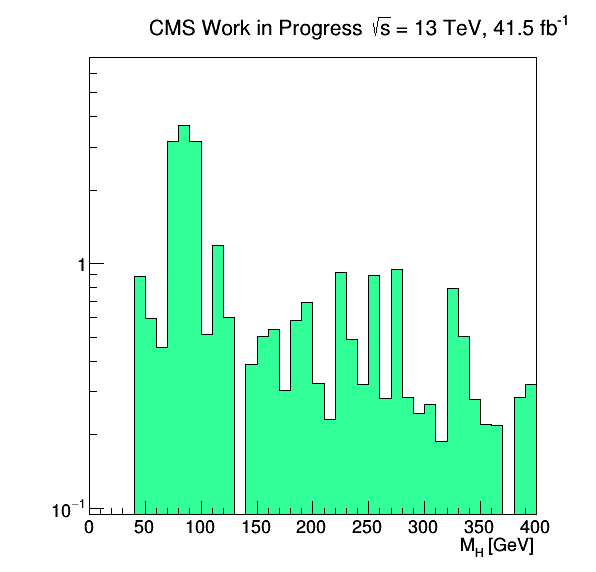 CMS Work in Progress √s = 13 TeV, 41.5 fb⁻¹
1
10⁻¹
0 50 100 150 200 250 300 350 400
M_H [GeV]